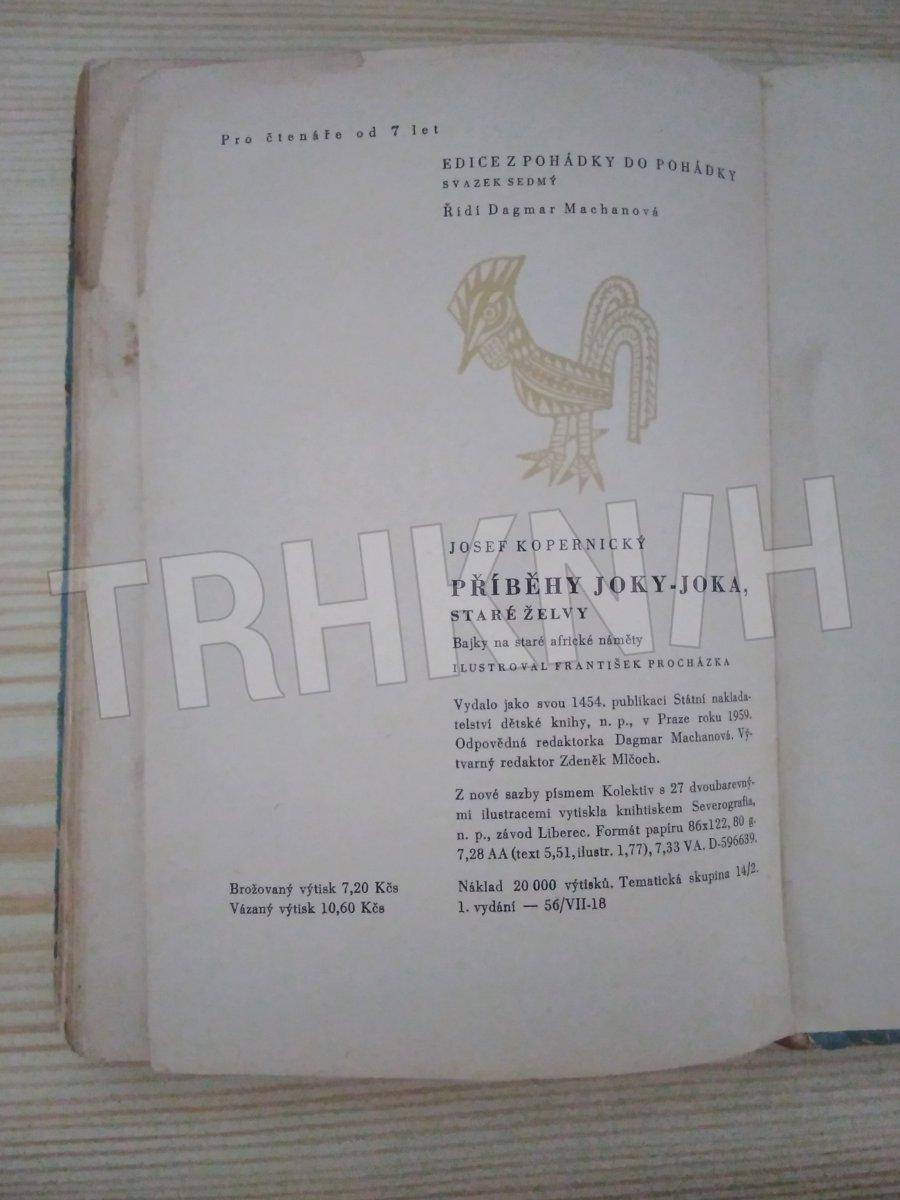 Pro čtenáře od 7 let
EDICE Z POHÁDKY DO POHÁDKY
SVAZEK SEDMÝ
Řídí Dagmar Machanová
TRHKNIH
JOSEF KOPERNICKÝ
PŘÍBĚHY JOKY-JOKA,
STARÉ ŽELVY
Bajky na staré africké náměty
ILUSTROVAL FRANTIŠEK PROCHÁZKA
Vydalo jako svou 1454. publikaci Státní naklada-
telství dětské knihy, n. p., v Praze roku 1959.
Odpovědná redaktorka Dagmar Machanová. Vý-
tvarný redaktor Zdeněk Mlčoch.
Z nové sazby písmem Kolektiv s 27 dvoubarevný-
mi ilustracemi vytiskla knihtiskem Severografia,
n. p., závod Liberec. Formát papíru 86x122, 80 g.
7,28 AA (text 5,51, ilustr. 1,77), 7,33 VA. D-596639.
Náklad 20 000 výtisků. Tematická skupina 14/2.
1. vydání — 56/VII-18
Brožovaný výtisk 7,20 Kčs
Vázaný výtisk 10,60 Kčs